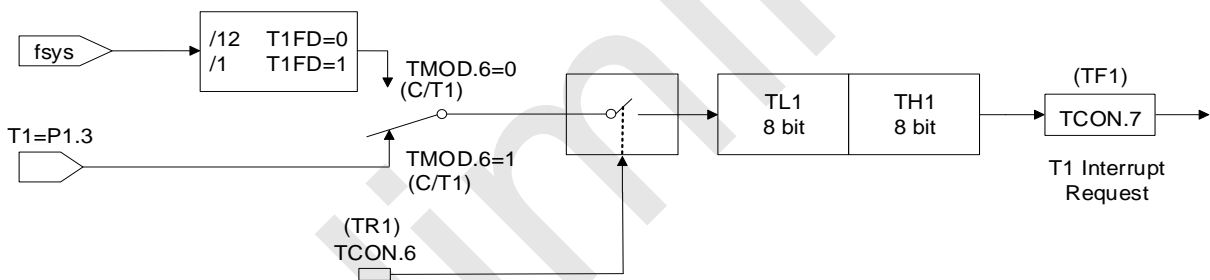 fsys
/12 T1FD=0
/1 T1FD=1
TMOD.6=0
(C/T1)
T1=P1.3
TMOD.6=1
(C/T1)
(TR1)
TCON.6
TL1
8 bit
TH1
8 bit
(TF1)
TCON.7
T1 Interrupt
Request